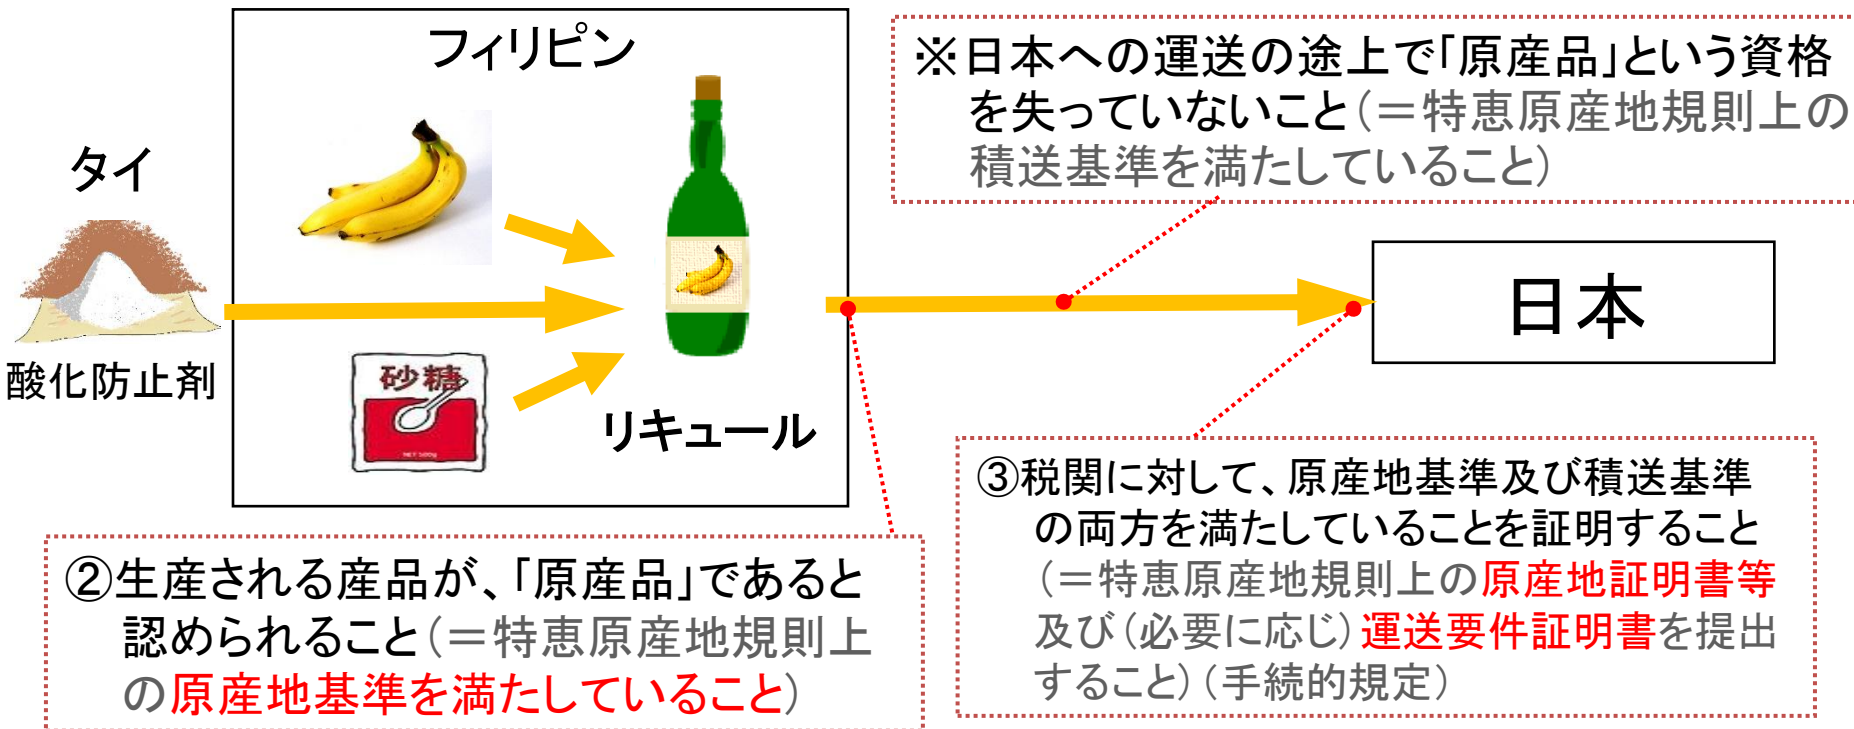 フィリピン
※日本への運送の途上で「原産品」という資格
を失っていないこと（＝特恵原産地規則上の
積送基準を満たしていること）
タイ
酸化防止剤
砂糖
NET 500g
リキュール
日本
②生産される産品が、「原産品」であると
認められること（＝特恵原産地規則上
の原産地基準を満たしていること）
③税関に対して、原産地基準及び積送基準
の両方を満たしていることを証明すること
（＝特恵原産地規則上の原産地証明書等
及び（必要に応じ）運送要件証明書を提出
すること）（手続的規定）